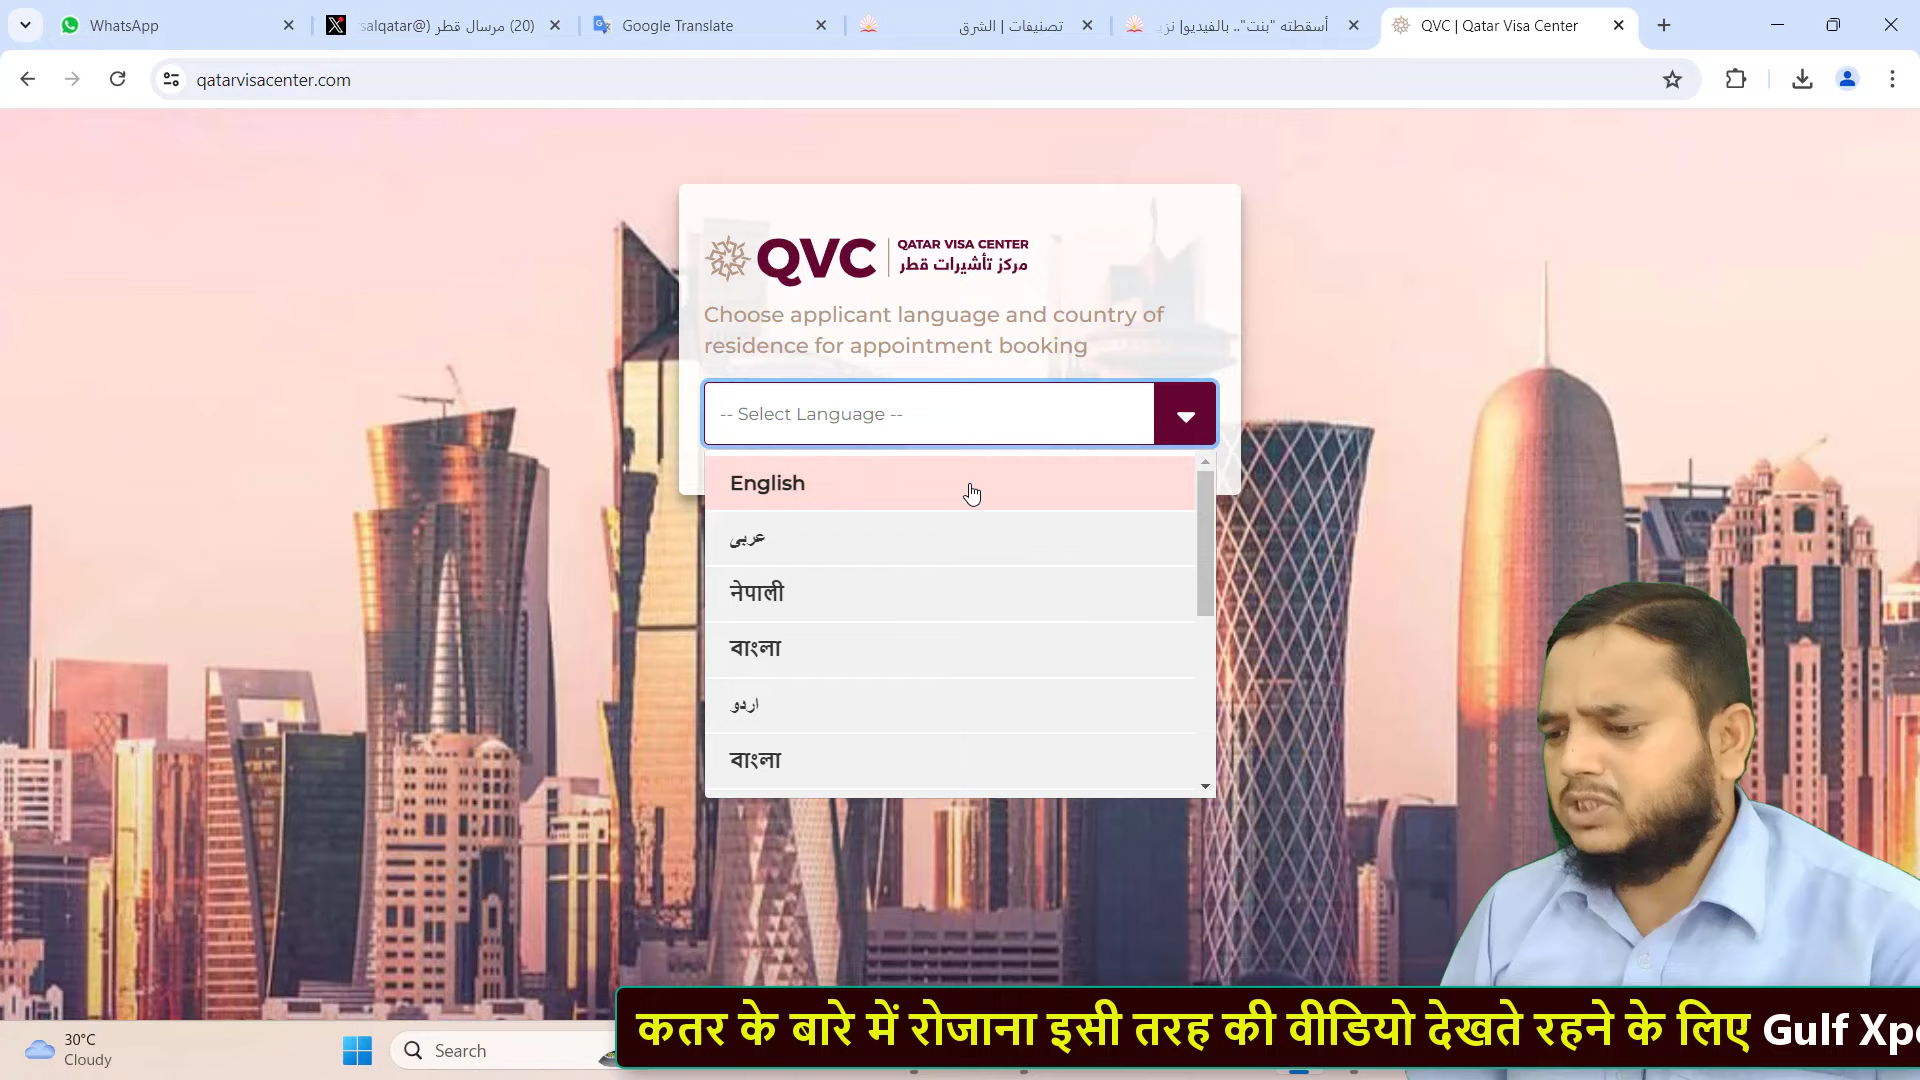 WhatsApp
(20) مرسال قطر (@salqatar
Google Translate
تصنيفات | الشرق
أسقطته "بنت".. بالفيديو| نزي
QVC | Qatar Visa Center
qatarvisacenter.com
QVC
QATAR VISA CENTER
مركز تأشيرات قطر
Choose applicant language and country of
residence for appointment booking
-- Select Language --
English
عربى
नेपाली
বাংলা
اردو
বাংলা
कतर के बारे में रोजाना इसी तरह की वीडियो देखते रहने के लिए Gulf Xp
30°C
Cloudy
Search